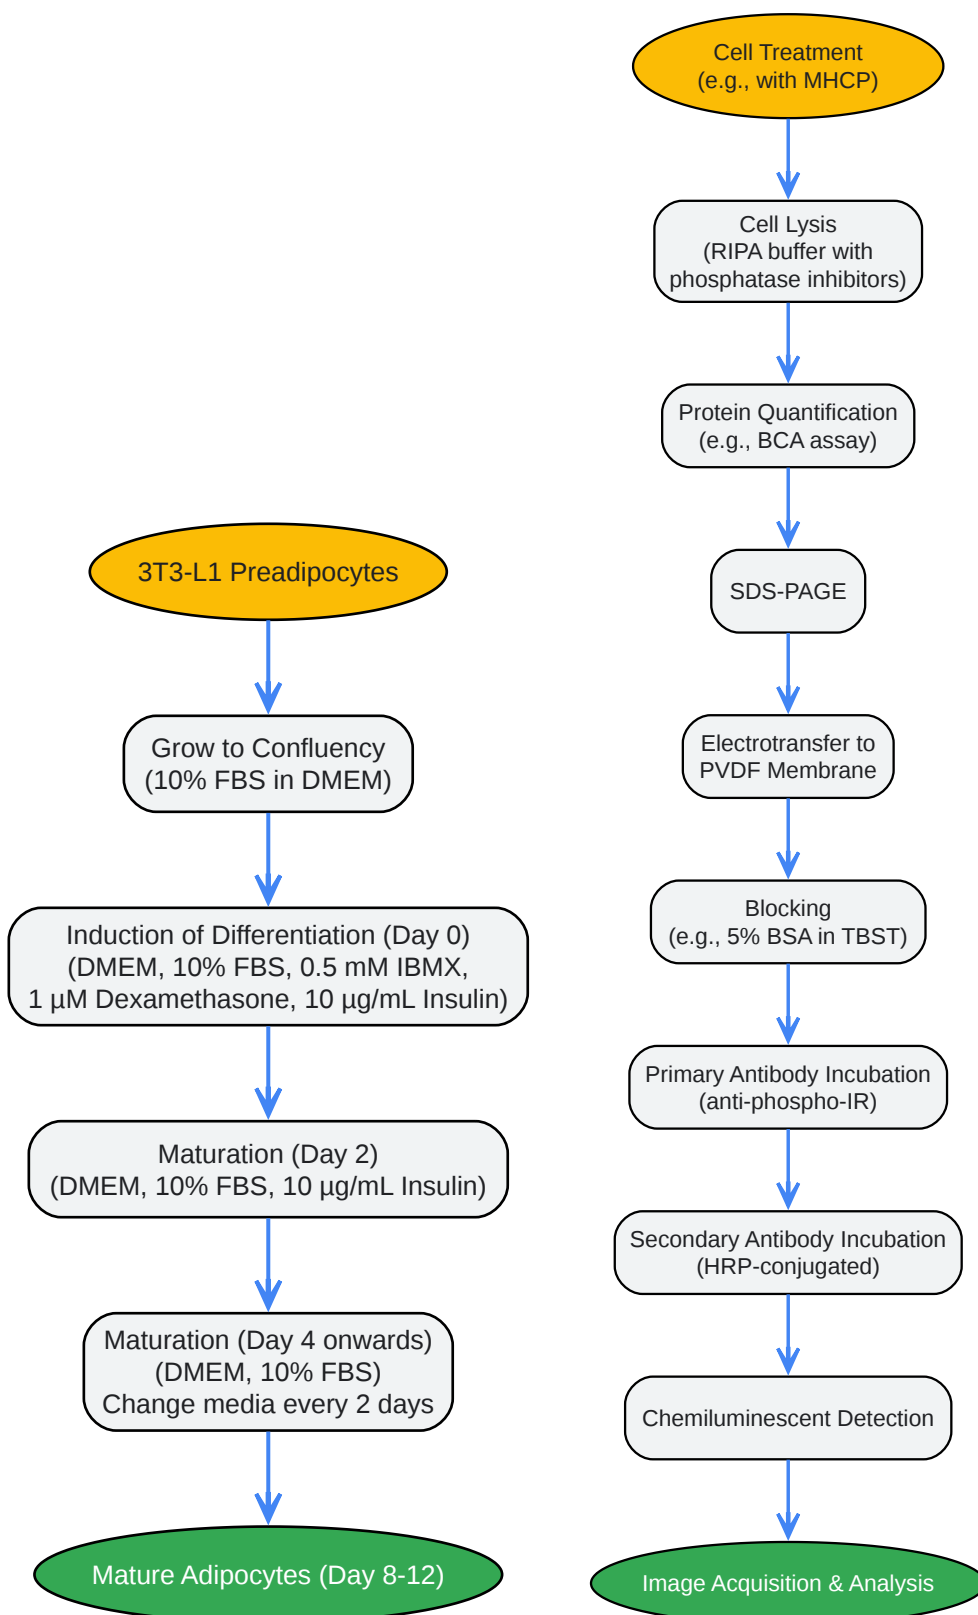 3T3-L1 Preadipocytes
Grow to Confluency
(10% FBS in DMEM)
Induction of Differentiation (Day 0)
(DMEM, 10% FBS, 0.5 mM IBMX,
1 µM Dexamethasone, 10 µg/mL Insulin)
Maturation (Day 2)
(DMEM, 10% FBS, 10 µg/mL Insulin)
Maturation (Day 4 onwards)
(DMEM, 10% FBS)
Change media every 2 days
Mature Adipocytes (Day 8-12)
Cell Treatment
(e.g., with MHCP)
Cell Lysis
(RIPA buffer with
phosphatase inhibitors)
Protein Quantification
(e.g., BCA assay)
SDS-PAGE
Electrotransfer to
PVDF Membrane
Blocking
(e.g., 5% BSA in TBST)
Primary Antibody Incubation
(anti-phospho-IR)
Secondary Antibody Incubation
(HRP-conjugated)
Chemiluminescent Detection
Image Acquisition & Analysis